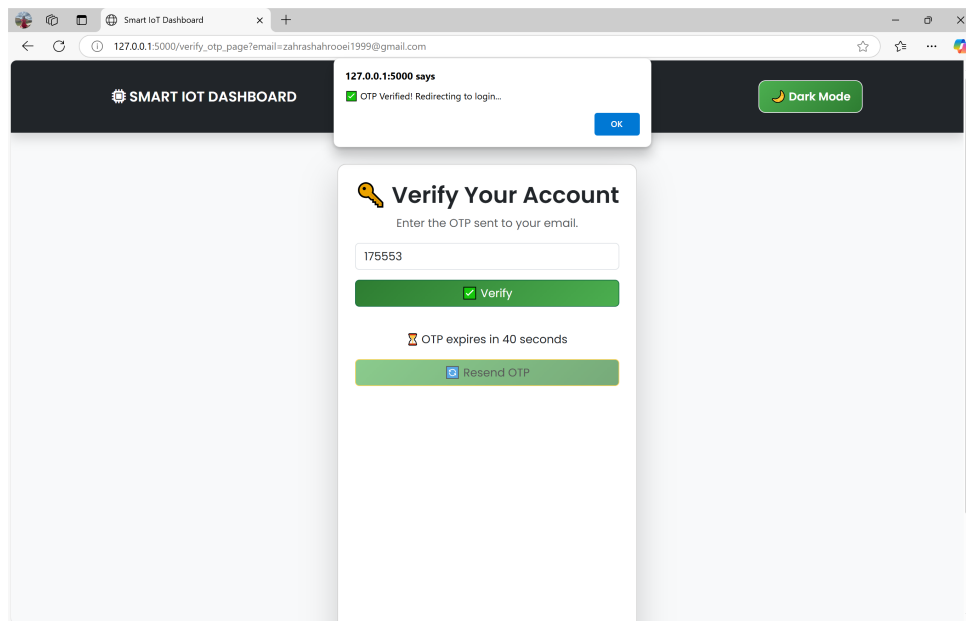 Smart IoT Dashboard
127.0.0.1:5000/verify_otp_page?email=zahrashahrooei1999@gmail.com
127.0.0.1:5000 says
✅ OTP Verified! Redirecting to login...
OK
SMART IOT DASHBOARD
🌙 Dark Mode
🔑 Verify Your Account
Enter the OTP sent to your email.
175553
✅ Verify
⏳ OTP expires in 40 seconds
🔄 Resend OTP